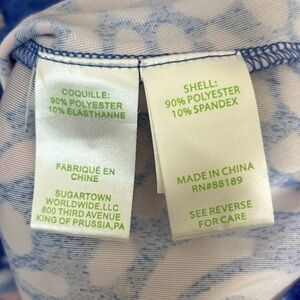 COQUILLE:
90% POLYESTER
10% ÉLASTHANNE
FABRIQUÉ EN
CHINE
SUGARTOWN
WORLDWIDE,LLC
800 THIRD AVENUE
KING OF PRUSSIA,PA
SHELL:
90% POLYESTER
10% SPANDEX
MADE IN CHINA
RN#88189
SEE REVERSE
FOR CARE